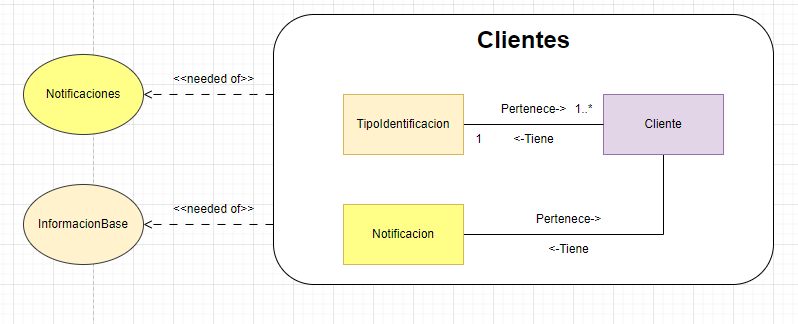 Clientes
<<needed of>>
Notificaciones
TipoIdentificacion
Pertenece-> 1..*
1 <-Tiene
Cliente
<<needed of>>
InformacionBase
Notificacion
Pertenece->
<-Tiene